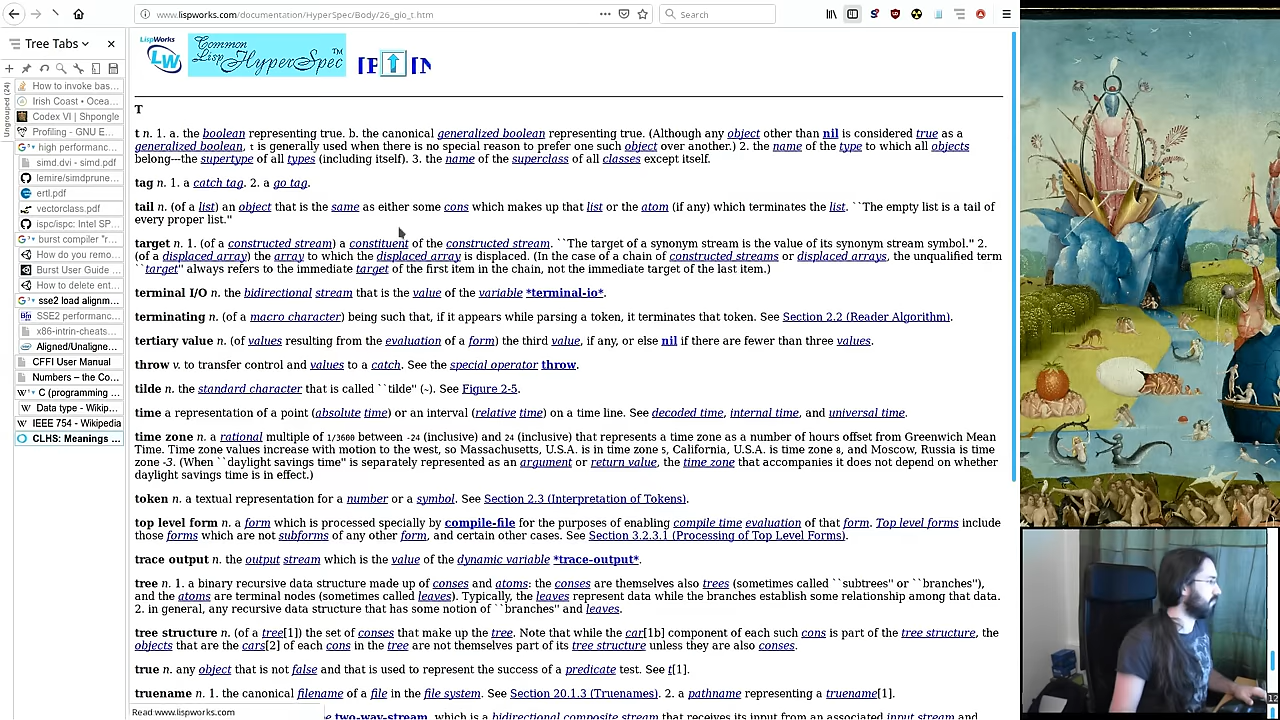 www.lispworks.com/documentation/HyperSpec/Body/26_glo_t.htm
Search
Tree Tabs
Ungrouped (24)
How to invoke bas...
Irish Coast • Ocea...
Codex VI | Shpongle
Profiling - GNU E...
high performanc...
simd.dvi - simd.pdf
lemire/simdprune...
ertl.pdf
vectorclass.pdf
ispc/ispc: Intel SP...
burst compiler "r...
How do you remo...
Burst User Guide ...
How to delete ent...
sse2 load alignm...
SSE2 performanc...
x86-intrin-cheats...
Aligned/Unaligne...
CFFI User Manual
Numbers – the Co...
C (programming ...
Data type - Wikip...
IEEE 754 - Wikipedia
CLHS: Meanings ...
LispWorks
LW
Common Lisp HyperSpec™
T
t n. 1. a. the boolean representing true. b. the canonical generalized boolean representing true. (Although any object other than nil is considered true as a
generalized boolean, t is generally used when there is no special reason to prefer one such object over another.) 2. the name of the type to which all objects
belong---the supertype of all types (including itself). 3. the name of the superclass of all classes except itself.
tag n. 1. a catch tag. 2. a go tag.
tail n. (of a list) an object that is the same as either some cons which makes up that list or the atom (if any) which terminates the list. ``The empty list is a tail of
every proper list.''
target n. 1. (of a constructed stream) a constituent of the constructed stream. ``The target of a synonym stream is the value of its synonym stream symbol.'' 2.
(of a displaced array) the array to which the displaced array is displaced. (In the case of a chain of constructed streams or displaced arrays, the unqualified term
``target'' always refers to the immediate target of the first item in the chain, not the immediate target of the last item.)
terminal I/O n. the bidirectional stream that is the value of the variable *terminal-io*.
terminating n. (of a macro character) being such that, if it appears while parsing a token, it terminates that token. See Section 2.2 (Reader Algorithm).
tertiary value n. (of values resulting from the evaluation of a form) the third value, if any, or else nil if there are fewer than three values.
throw v. to transfer control and values to a catch. See the special operator throw.
tilde n. the standard character that is called ``tilde'' (~). See Figure 2-5.
time a representation of a point (absolute time) or an interval (relative time) on a time line. See decoded time, internal time, and universal time.
time zone n. a rational multiple of 1/3600 between -24 (inclusive) and 24 (inclusive) that represents a time zone as a number of hours offset from Greenwich Mean
Time. Time zone values increase with motion to the west, so Massachusetts, U.S.A. is in time zone 5, California, U.S.A. is time zone 8, and Moscow, Russia is time
zone -3. (When ``daylight savings time'' is separately represented as an argument or return value, the time zone that accompanies it does not depend on whether
daylight savings time is in effect.)
token n. a textual representation for a number or a symbol. See Section 2.3 (Interpretation of Tokens).
top level form n. a form which is processed specially by compile-file for the purposes of enabling compile time evaluation of that form. Top level forms include
those forms which are not subforms of any other form, and certain other cases. See Section 3.2.3.1 (Processing of Top Level Forms).
trace output n. the output stream which is the value of the dynamic variable *trace-output*.
tree n. 1. a binary recursive data structure made up of conses and atoms: the conses are themselves also trees (sometimes called ``subtrees'' or ``branches''),
and the atoms are terminal nodes (sometimes called leaves). Typically, the leaves represent data while the branches establish some relationship among that data.
2. in general, any recursive data structure that has some notion of ``branches'' and leaves.
tree structure n. (of a tree[1]) the set of conses that make up the tree. Note that while the car[1b] component of each such cons is part of the tree structure, the
objects that are the cars[2] of each cons in the tree are not themselves part of its tree structure unless they are also conses.
true n. any object that is not false and that is used to represent the success of a predicate test. See t[1].
truename n. 1. the canonical filename of a file in the file system. See Section 20.1.3 (Truenames). 2. a pathname representing a truename[1].
two-way-stream, which is a bidirectional composite stream that receives its input from an associated input stream and
Read www.lispworks.com
12